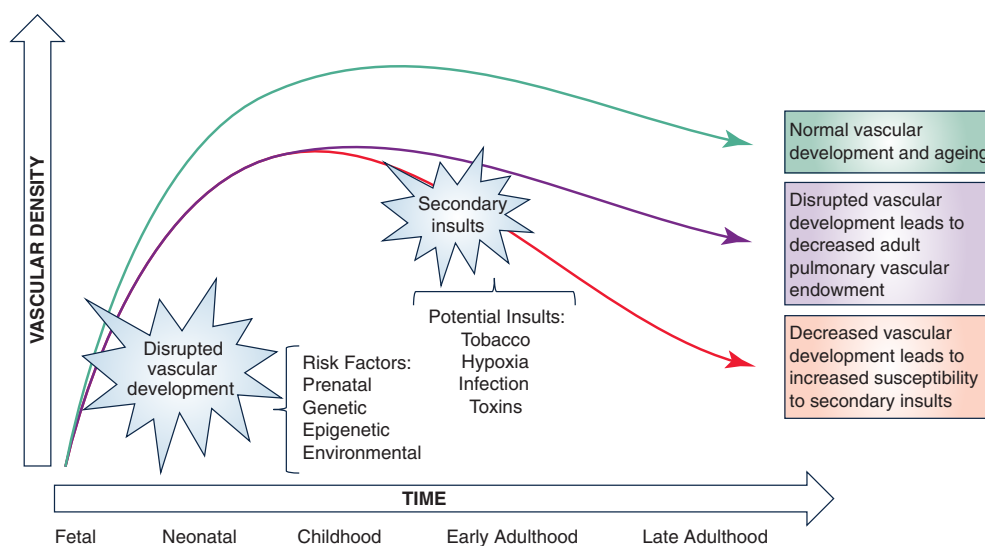 VASCULAR DENSITY
Normal vascular
development and ageing
Disrupted vascular
development leads to
decreased adult
pulmonary vascular
endowment
Decreased vascular
development leads to
increased susceptibility
to secondary insults
Secondary
insults
Potential Insults:
Tobacco
Hypoxia
Infection
Toxins
Disrupted
vascular
development
Risk Factors:
Prenatal
Genetic
Epigenetic
Environmental
TIME
Fetal
Neonatal
Childhood
Early Adulthood
Late Adulthood